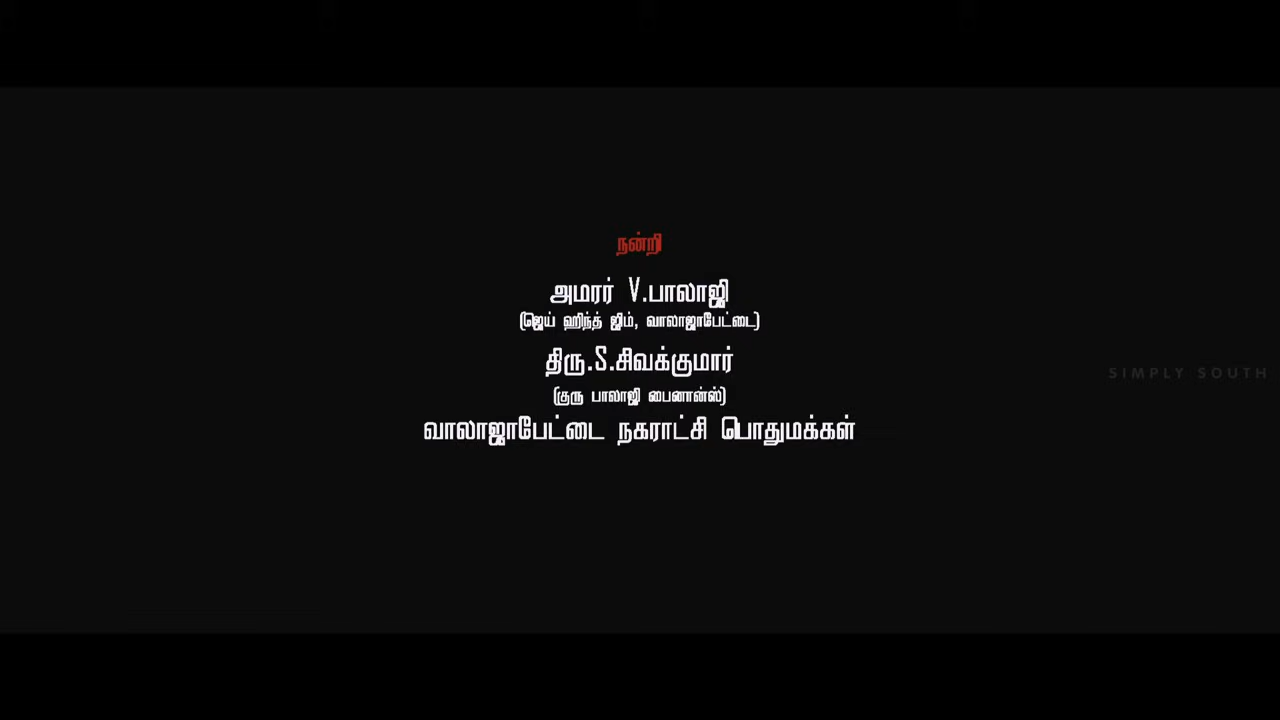 நன்றி
அமரர் V.பாலாஜி
(ஜெய் ஹிந்த் ஜிம், வாலாஜாபேட்டை)
திரு.S.சிவக்குமார்
(குரு பாலாஜி பைனான்ஸ்)
வாலாஜாபேட்டை நகராட்சி பொதுமக்கள்
SIMPLY SOUTH